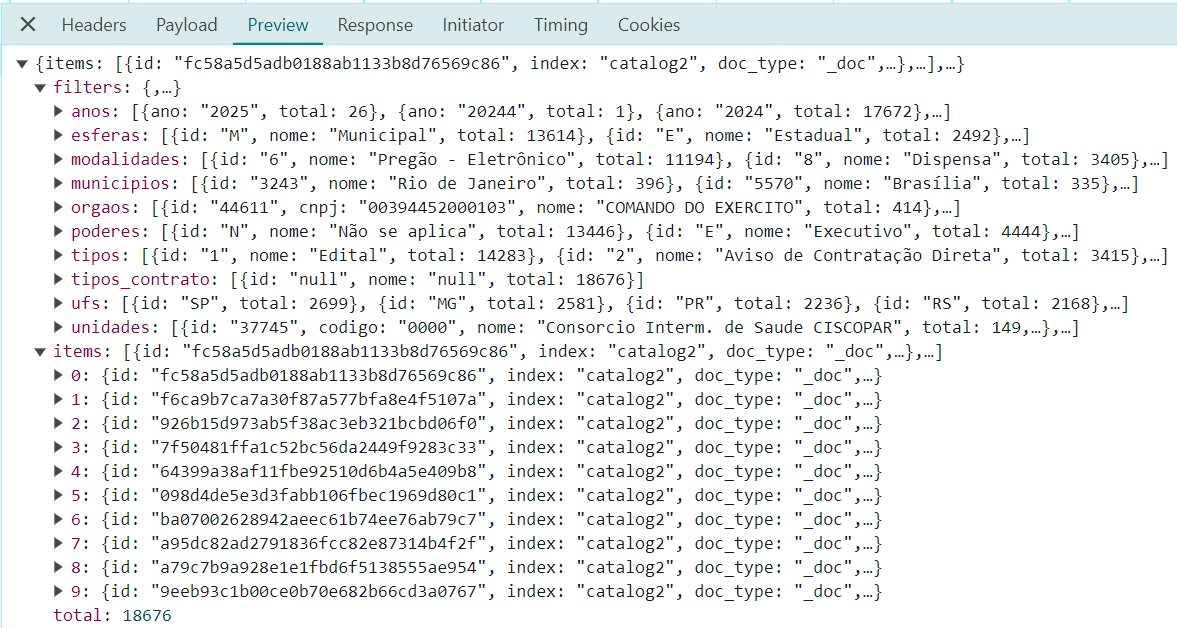 × Headers Payload Preview Response Initiator Timing Cookies
▼ {items: [{id: "fc58a5d5adb0188ab1133b8d76569c86", index: "catalog2", doc_type: "_doc",…},…],…}
▼ filters: {,…}
▶ anos: [{ano: "2025", total: 26}, {ano: "20244", total: 1}, {ano: "2024", total: 17672},…]
▶ esferas: [{id: "M", nome: "Municipal", total: 13614}, {id: "E", nome: "Estadual", total: 2492},…]
▶ modalidades: [{id: "6", nome: "Pregão - Eletrônico", total: 11194}, {id: "8", nome: "Dispensa", total: 3405},…]
▶ municipios: [{id: "3243", nome: "Rio de Janeiro", total: 396}, {id: "5570", nome: "Brasília", total: 335},…]
▶ orgaos: [{id: "44611", cnpj: "00394452000103", nome: "COMANDO DO EXERCITO", total: 414},…]
▶ poderes: [{id: "N", nome: "Não se aplica", total: 13446}, {id: "E", nome: "Executivo", total: 4444},…]
▶ tipos: [{id: "1", nome: "Edital", total: 14283}, {id: "2", nome: "Aviso de Contratação Direta", total: 3415},…]
▶ tipos_contrato: [{id: "null", nome: "null", total: 18676}]
▶ ufs: [{id: "SP", total: 2699}, {id: "MG", total: 2581}, {id: "PR", total: 2236}, {id: "RS", total: 2168},…]
▶ unidades: [{id: "37745", codigo: "0000", nome: "Consorcio Interm. de Saude CISCOPAR", total: 149,…},…]
▼ items: [{id: "fc58a5d5adb0188ab1133b8d76569c86", index: "catalog2", doc_type: "_doc",…},…]
▶ 0: {id: "fc58a5d5adb0188ab1133b8d76569c86", index: "catalog2", doc_type: "_doc",…}
▶ 1: {id: "f6ca9b7ca7a30f87a577bfa8e4f5107a", index: "catalog2", doc_type: "_doc",…}
▶ 2: {id: "926b15d973ab5f38ac3eb321bcbd06f0", index: "catalog2", doc_type: "_doc",…}
▶ 3: {id: "7f50481ffa1c52bc56da2449f9283c33", index: "catalog2", doc_type: "_doc",…}
▶ 4: {id: "64399a38af11fbe92510d6b4a5e409b8", index: "catalog2", doc_type: "_doc",…}
▶ 5: {id: "098d4de5e3d3fabb106fbec1969d80c1", index: "catalog2", doc_type: "_doc",…}
▶ 6: {id: "ba07002628942aeec61b74ee76ab79c7", index: "catalog2", doc_type: "_doc",…}
▶ 7: {id: "a95dc82ad2791836fcc82e87314b4f2f", index: "catalog2", doc_type: "_doc",…}
▶ 8: {id: "a79c7b9a928e1e1fbd6f5138555ae954", index: "catalog2", doc_type: "_doc",…}
▶ 9: {id: "9eeb93c1b00ce0b70e682b66cd3a0767", index: "catalog2", doc_type: "_doc",…}
total: 18676